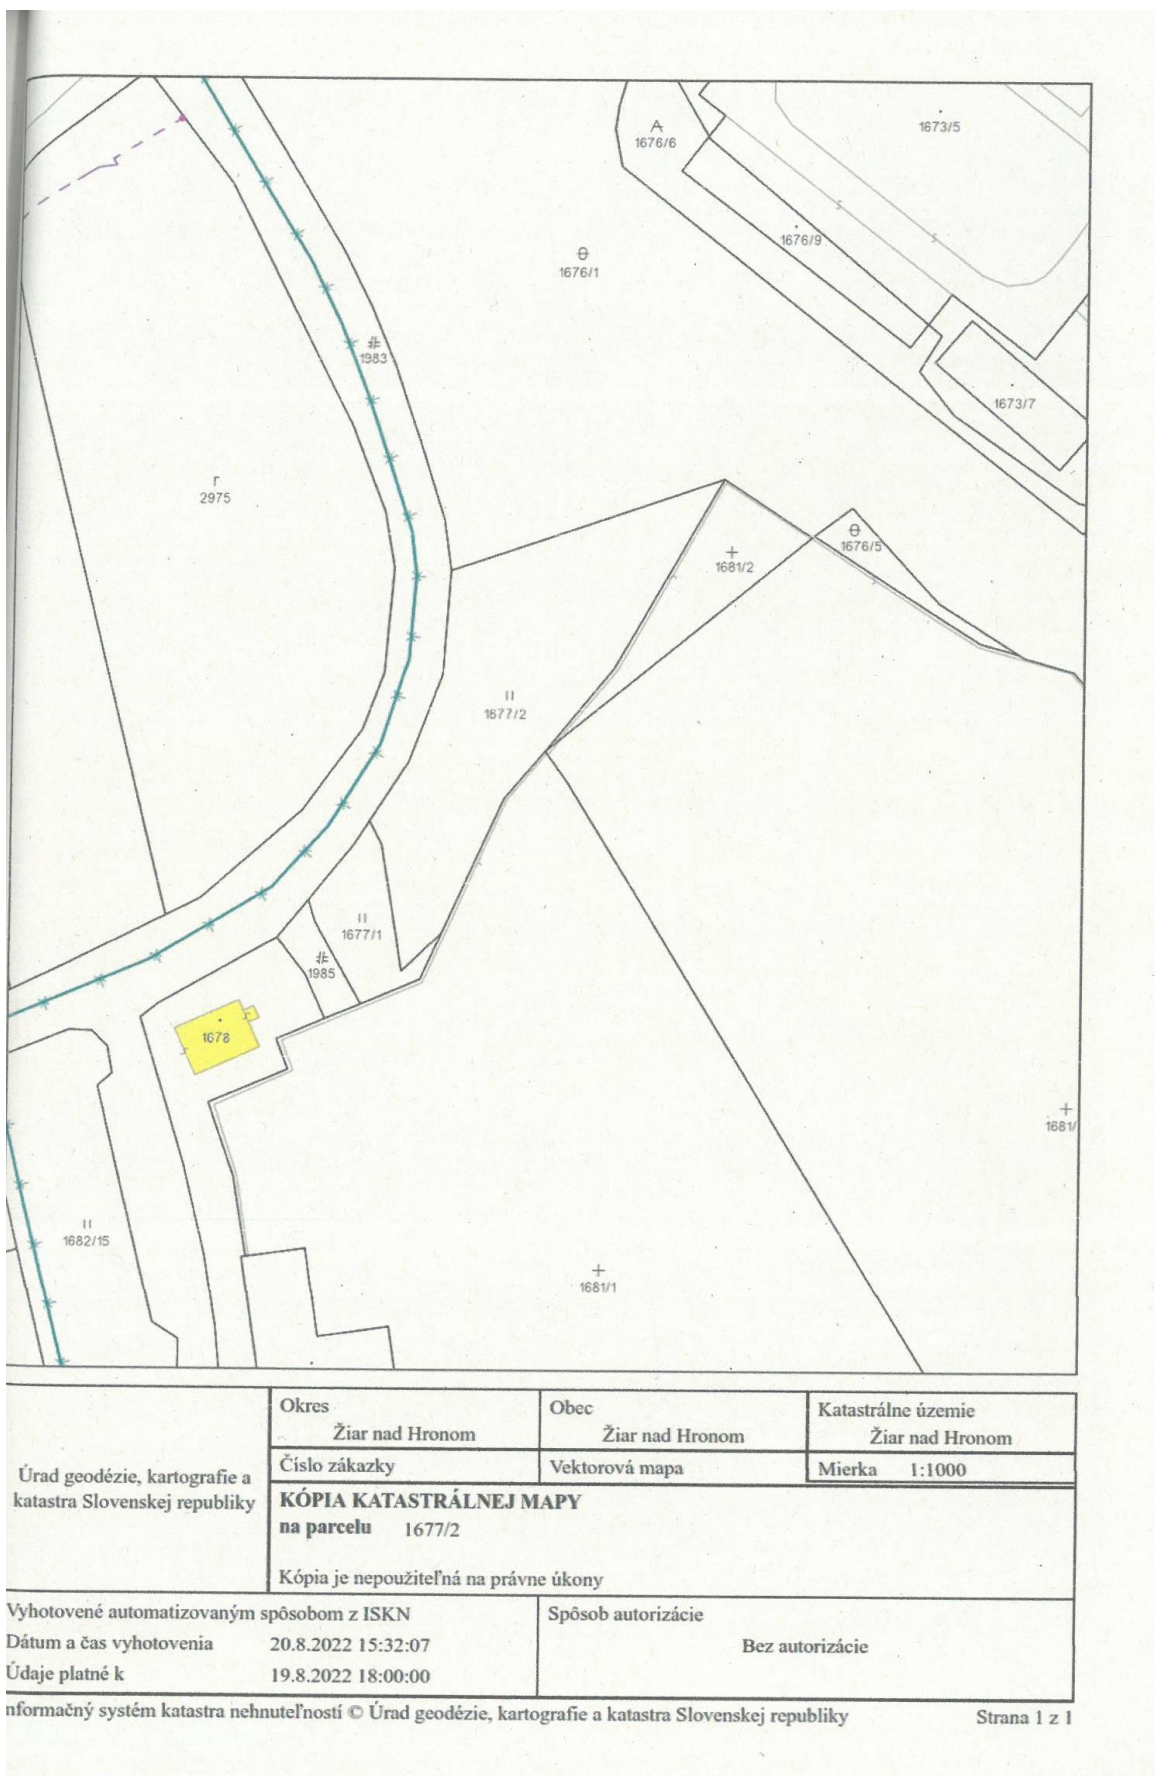 A
1676/6
1673/5
1676/9
1676/1
1983
1673/7
r
2975
1676/5
1681/2
1677/2
1677/1
1985
1678
1681/
1682/15
1681/1
Okres
Žiar nad Hronom
Obec
Žiar nad Hronom
Katastrálne územie
Žiar nad Hronom
Úrad geodézie, kartografie a
katastra Slovenskej republiky
Číslo zákazky
Vektorová mapa
Mierka 1:1000
KÓPIA KATASTRÁLNEJ MAPY
na parcelu 1677/2
Kópia je nepoužiteľná na právne úkony
Vyhotovené automatizovaným spôsobom z ISKN
Dátum a čas vyhotovenia 20.8.2022 15:32:07
Údaje platné k 19.8.2022 18:00:00
Spôsob autorizácie
Bez autorizácie
nformačný systém katastra nehnuteľností © Úrad geodézie, kartografie a katastra Slovenskej republiky
Strana 1 z 1